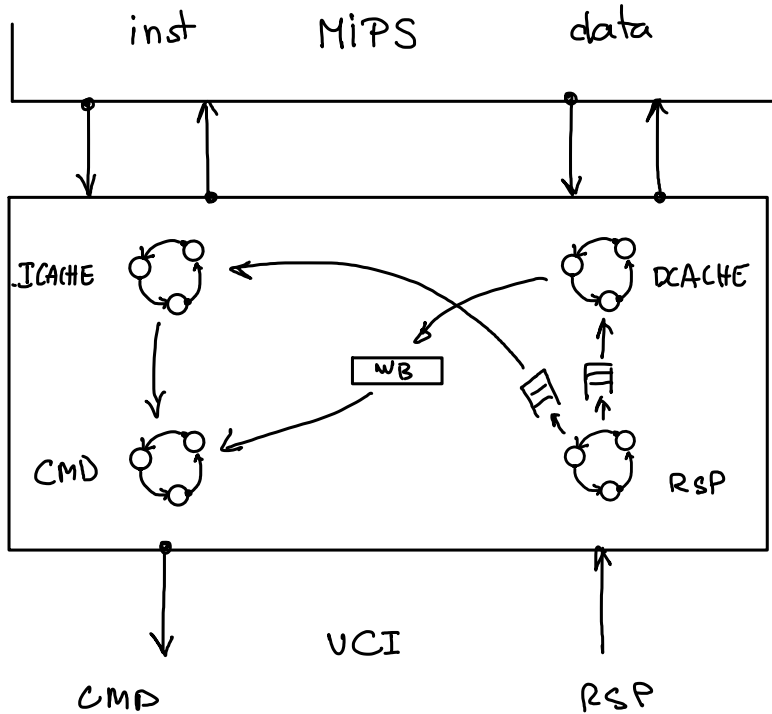 inst MiPS data
ICACHE DCACHE
WB
CMD RSP
VCI
CMD RSP